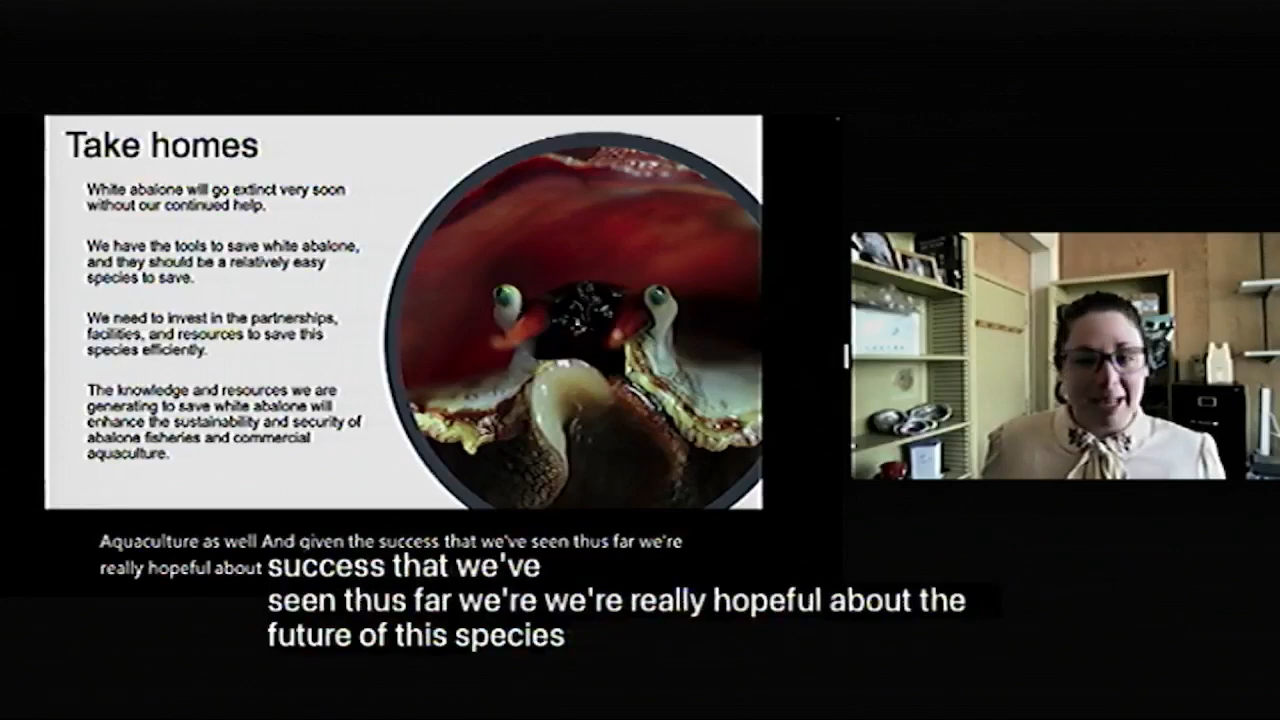 Take homes
White abalone will go extinct very soon
without our continued help.
We have the tools to save white abalone,
and they should be a relatively easy
species to save.
We need to invest in the partnerships,
facilities, and resources to save this
species efficiently.
The knowledge and resources we are
generating to save white abalone will
enhance the sustainability and security of
abalone fisheries and commercial
aquaculture.
Aquaculture as well And given the success that we've seen thus far we're
really hopeful about
success that we've
seen thus far we're we're really hopeful about the
future of this species